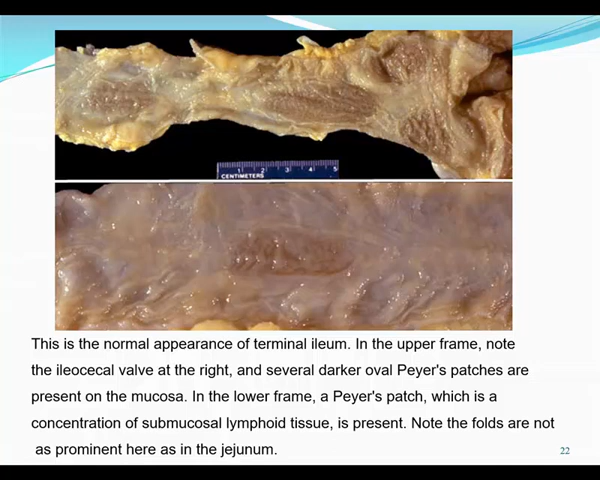 1 2 3 4 5
CENTIMETERS
This is the normal appearance of terminal ileum. In the upper frame, note
the ileocecal valve at the right, and several darker oval Peyer's patches are
present on the mucosa. In the lower frame, a Peyer's patch, which is a
concentration of submucosal lymphoid tissue, is present. Note the folds are not
as prominent here as in the jejunum.
22